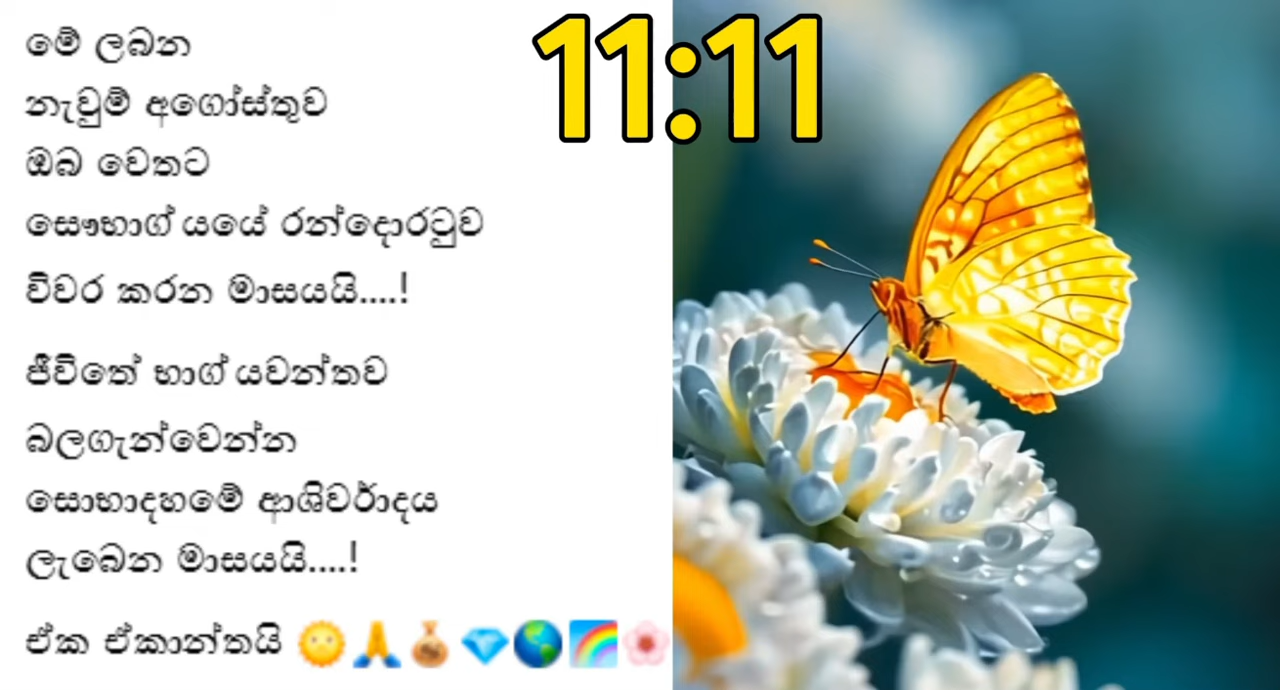 මේ ලබන
නැවුම් අගෝස්තුව
ඔබ වෙතට
සෞභාග් යයේ රන්දොරටුව
විවර කරන මාසයයි....!
ජීවිතේ භාග් යවන්තව
බලගැන්වෙන්න
සොභාදහමේ ආශිර්වාදය
ලැබෙන මාසයයි....!
ඒක ඒකාන්තයි 🌞🙏💰💎🌎🌈🌸
11:11